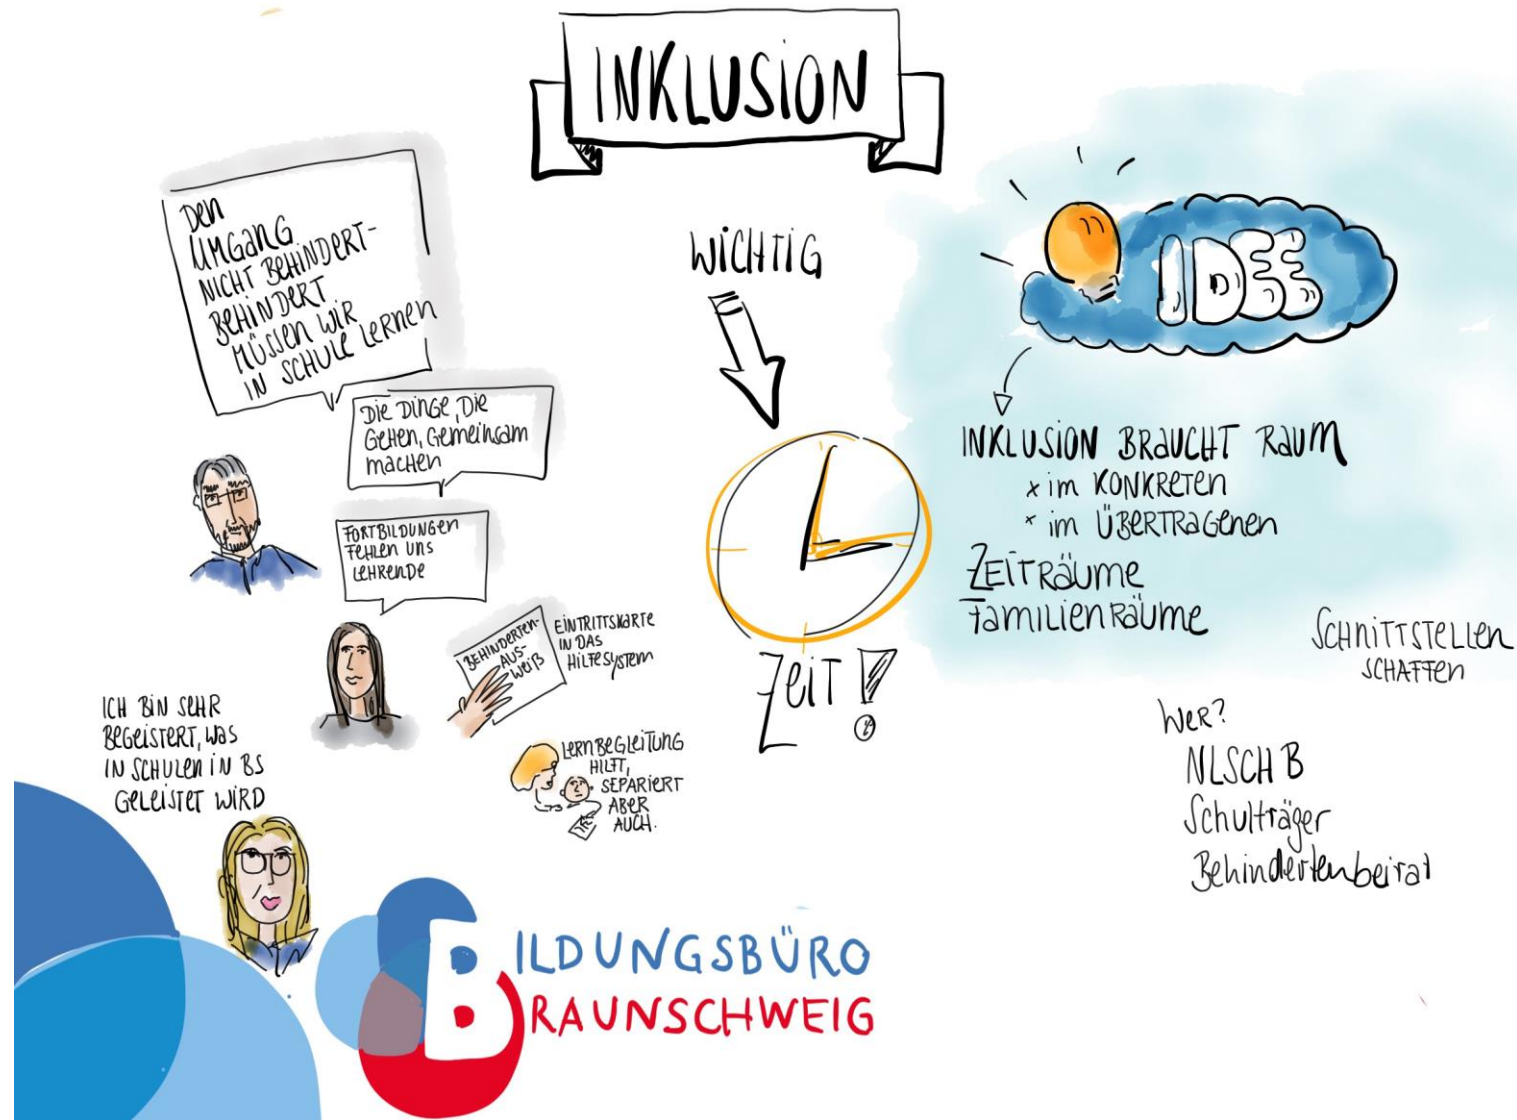 INKLUSION
DEN
UMGANG
NICHT BEHINDERT-
BEHINDERT
MÜSSEN WIR
IN SCHULE LERNEN
DIE DINGE, DIE
GEHEN, GEMEINSAM
MACHEN
FORTBILDUNGEN
FEHLEN UNS
LEHRENDE
BEHINDERTEN-
AUS-
WEIß
EINTRITTSKARTE
IN DAS
HILFESYSTEM
LERNBEGLEITUNG
HILFT,
SEPARIERT
ABER
AUCH.
ICH BIN SEHR
BEGEISTERT, WAS
IN SCHULEN IN BS
GELEISTET WIRD
WICHTIG
ZEIT!
IDEE
INKLUSION BRAUCHT RAUM
x IM KONKRETEN
x IM ÜBERTRAGENEN
ZEITRÄUME
FAMILIENRÄUME
SCHNITTSTELLEN
SCHAFFEN
WER?
NLSCHB
Schulträger
Behindertenbeirat
BILDUNGSBÜRO
BRAUNSCHWEIG